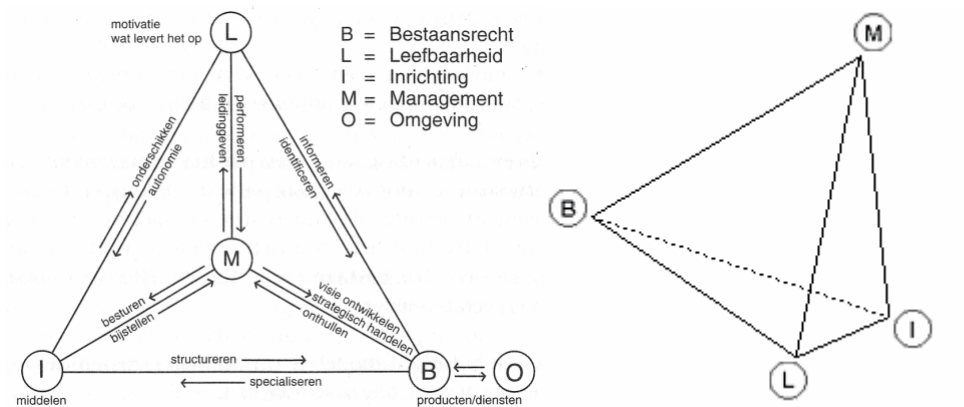 motivatie
wat levert het op
L
B = Bestaansrecht
L = Leefbaarheid
I = Inrichting
M = Management
O = Omgeving
onderschikken
autonomie
leidinggeven
performeren
informeren
identificeren
M
besturen
bijstellen
visie ontwikkelen
strategisch handelen
onthullen
I
structureren
specialiseren
B
O
middelen
producten/diensten
M
B
I
L